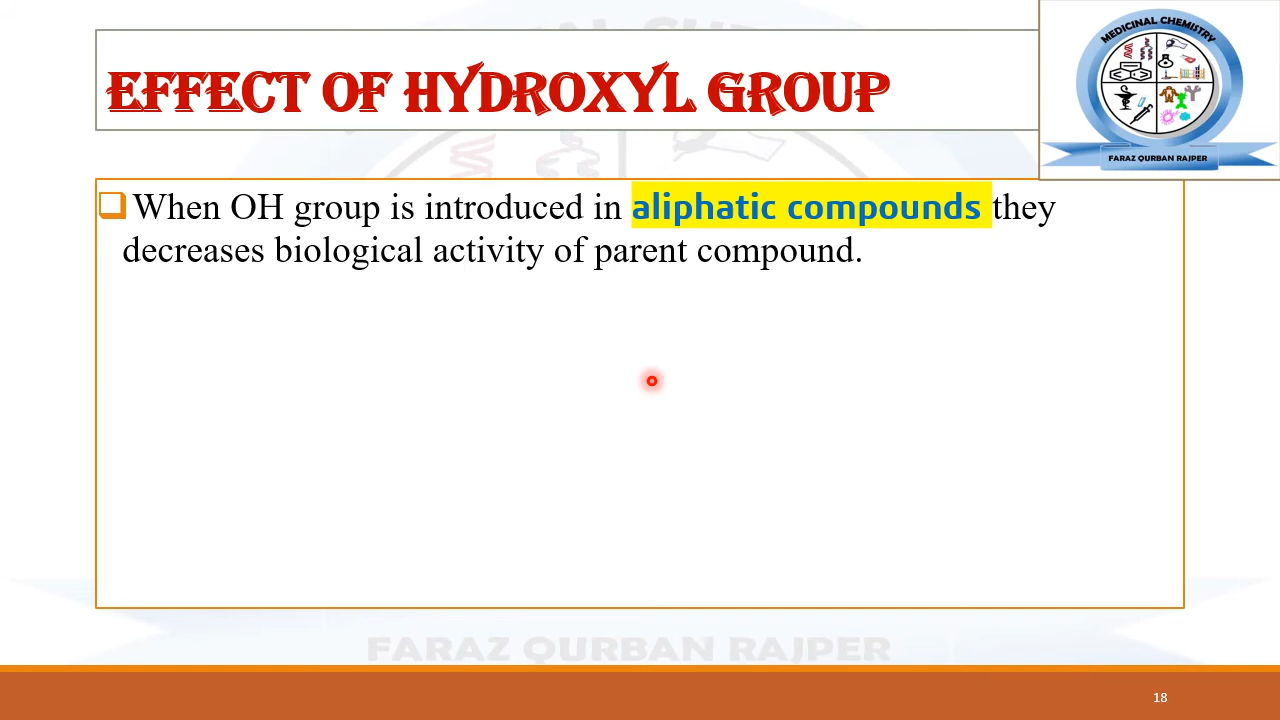 EFFECT OF HYDROXYL GROUP
MEDICINAL CHEMISTRY
FARAZ QURBAN RAJPER
When OH group is introduced in aliphatic compounds they
decreases biological activity of parent compound.
FARAZ QURBAN RAJPER
18